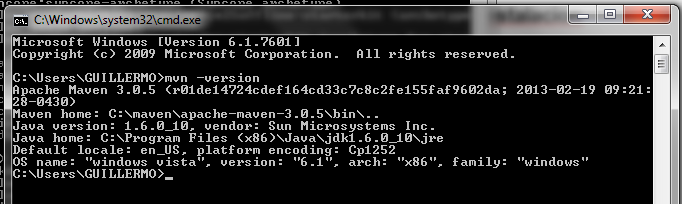 C:\Windows\system32\cmd.exe
Microsoft Windows [Version 6.1.7601]
Copyright (c) 2009 Microsoft Corporation.  All rights reserved.
C:\Users\GUILLERMO>mvn -version
Apache Maven 3.0.5 (r01de14724cdef164cd33c7c8c2fe155faf9602da; 2013-02-19 09:21:
28-0430)
Maven home: C:\maven\apache-maven-3.0.5\bin\..
Java version: 1.6.0_10, vendor: Sun Microsystems Inc.
Java home: C:\Program Files (x86)\Java\jdk1.6.0_10\jre
Default locale: en_US, platform encoding: Cp1252
OS name: "windows vista", version: "6.1", arch: "x86", family: "windows"
C:\Users\GUILLERMO>_